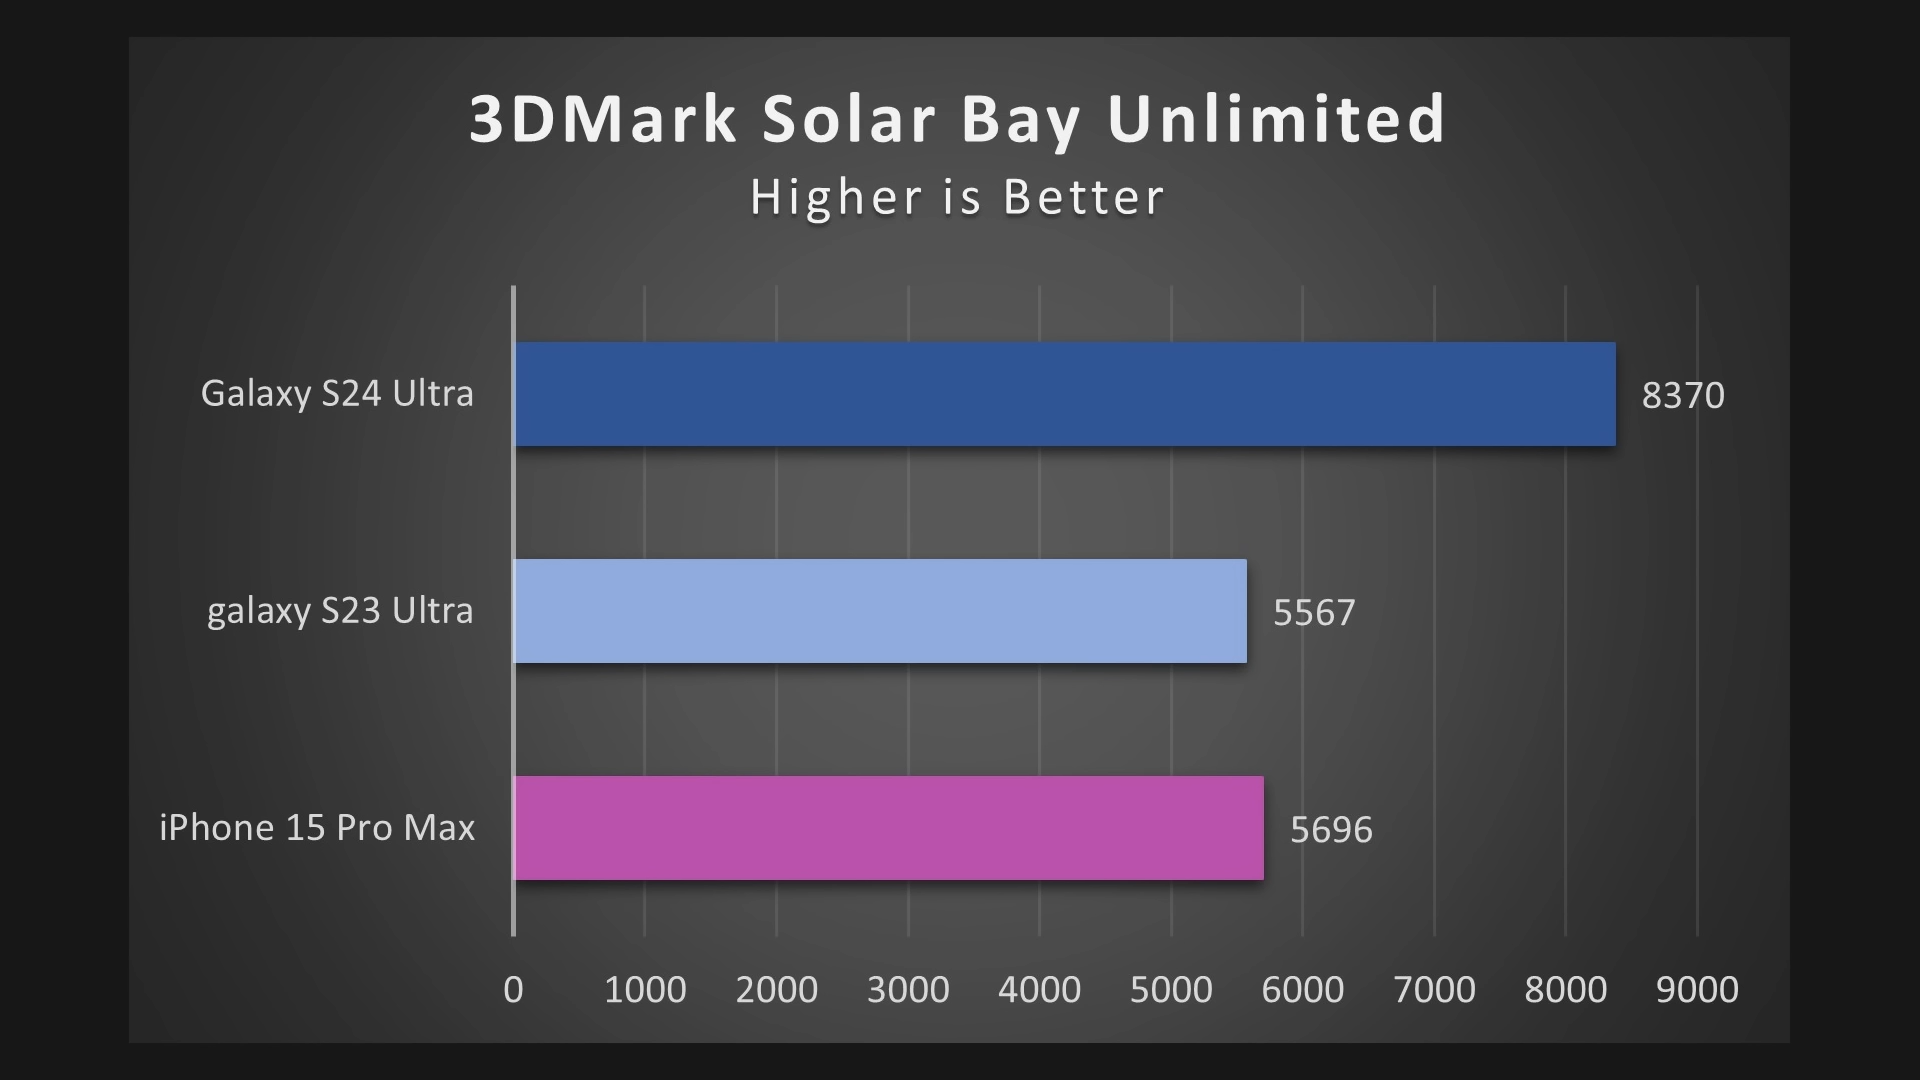 3DMark Solar Bay Unlimited
Higher is Better
Galaxy S24 Ultra 8370
galaxy S23 Ultra 5567
iPhone 15 Pro Max 5696
0 1000 2000 3000 4000 5000 6000 7000 8000 9000